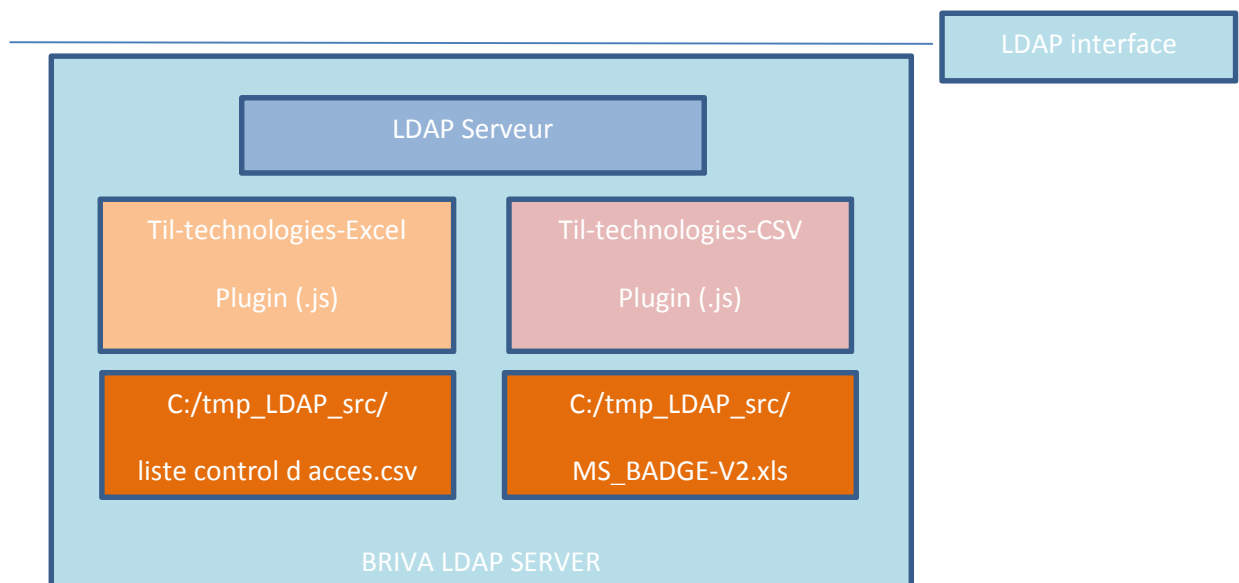 LDAP interface
LDAP Serveur
Til-technologies-Excel
Plugin (.js)
Til-technologies-CSV
Plugin (.js)
C:/tmp_LDAP_src/
liste control d acces.csv
C:/tmp_LDAP_src/
MS_BADGE-V2.xls
BRIVA LDAP SERVER